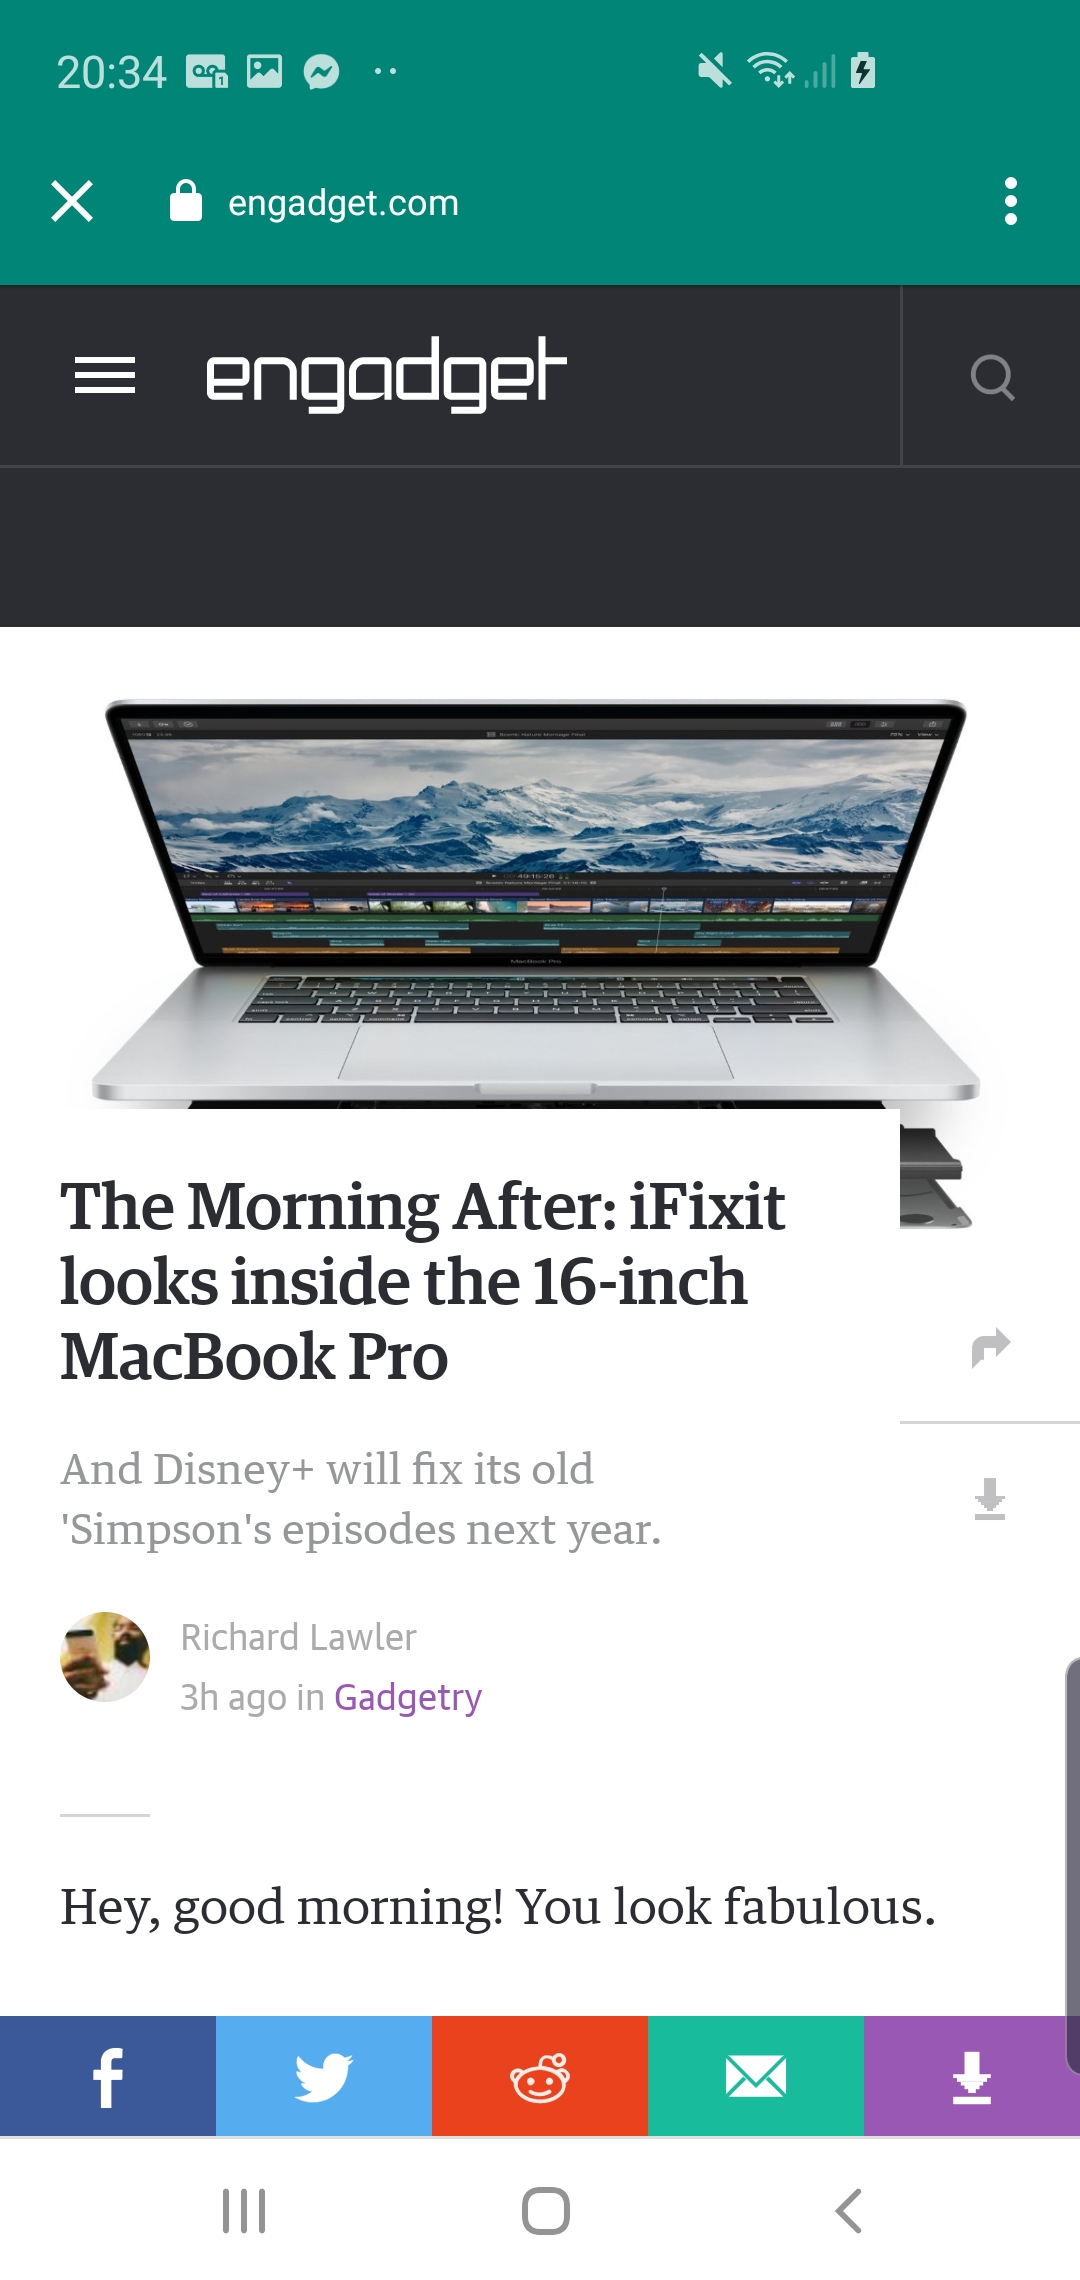 20:34
engadget.com
engadget
MacBook Pro
The Morning After: iFixit
looks inside the 16-inch
MacBook Pro
And Disney+ will fix its old
'Simpson's episodes next year.
Richard Lawler
3h ago in Gadgetry
Hey, good morning! You look fabulous.